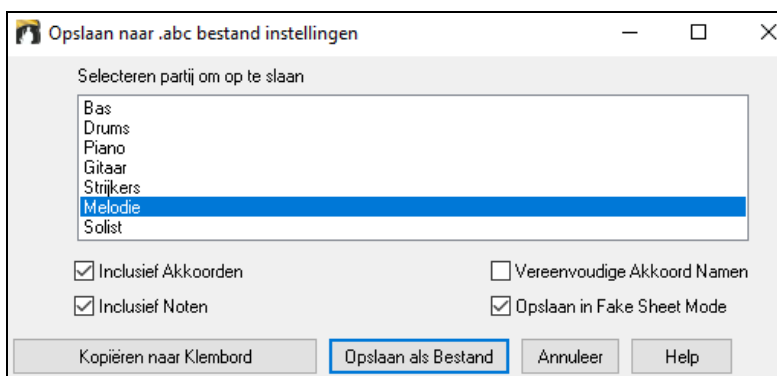 Opslaan naar .abc bestand instellingen
Selecteren partij om op te slaan
Bas
Drums
Piano
Gitaar
Strijkers
Melodie
Solist
Inclusief Akkoorden Vereenvoudige Akkoord Namen
Inclusief Noten Opslaan in Fake Sheet Mode
Kopiëren naar Klembord Opslaan als Bestand Annuleer Help